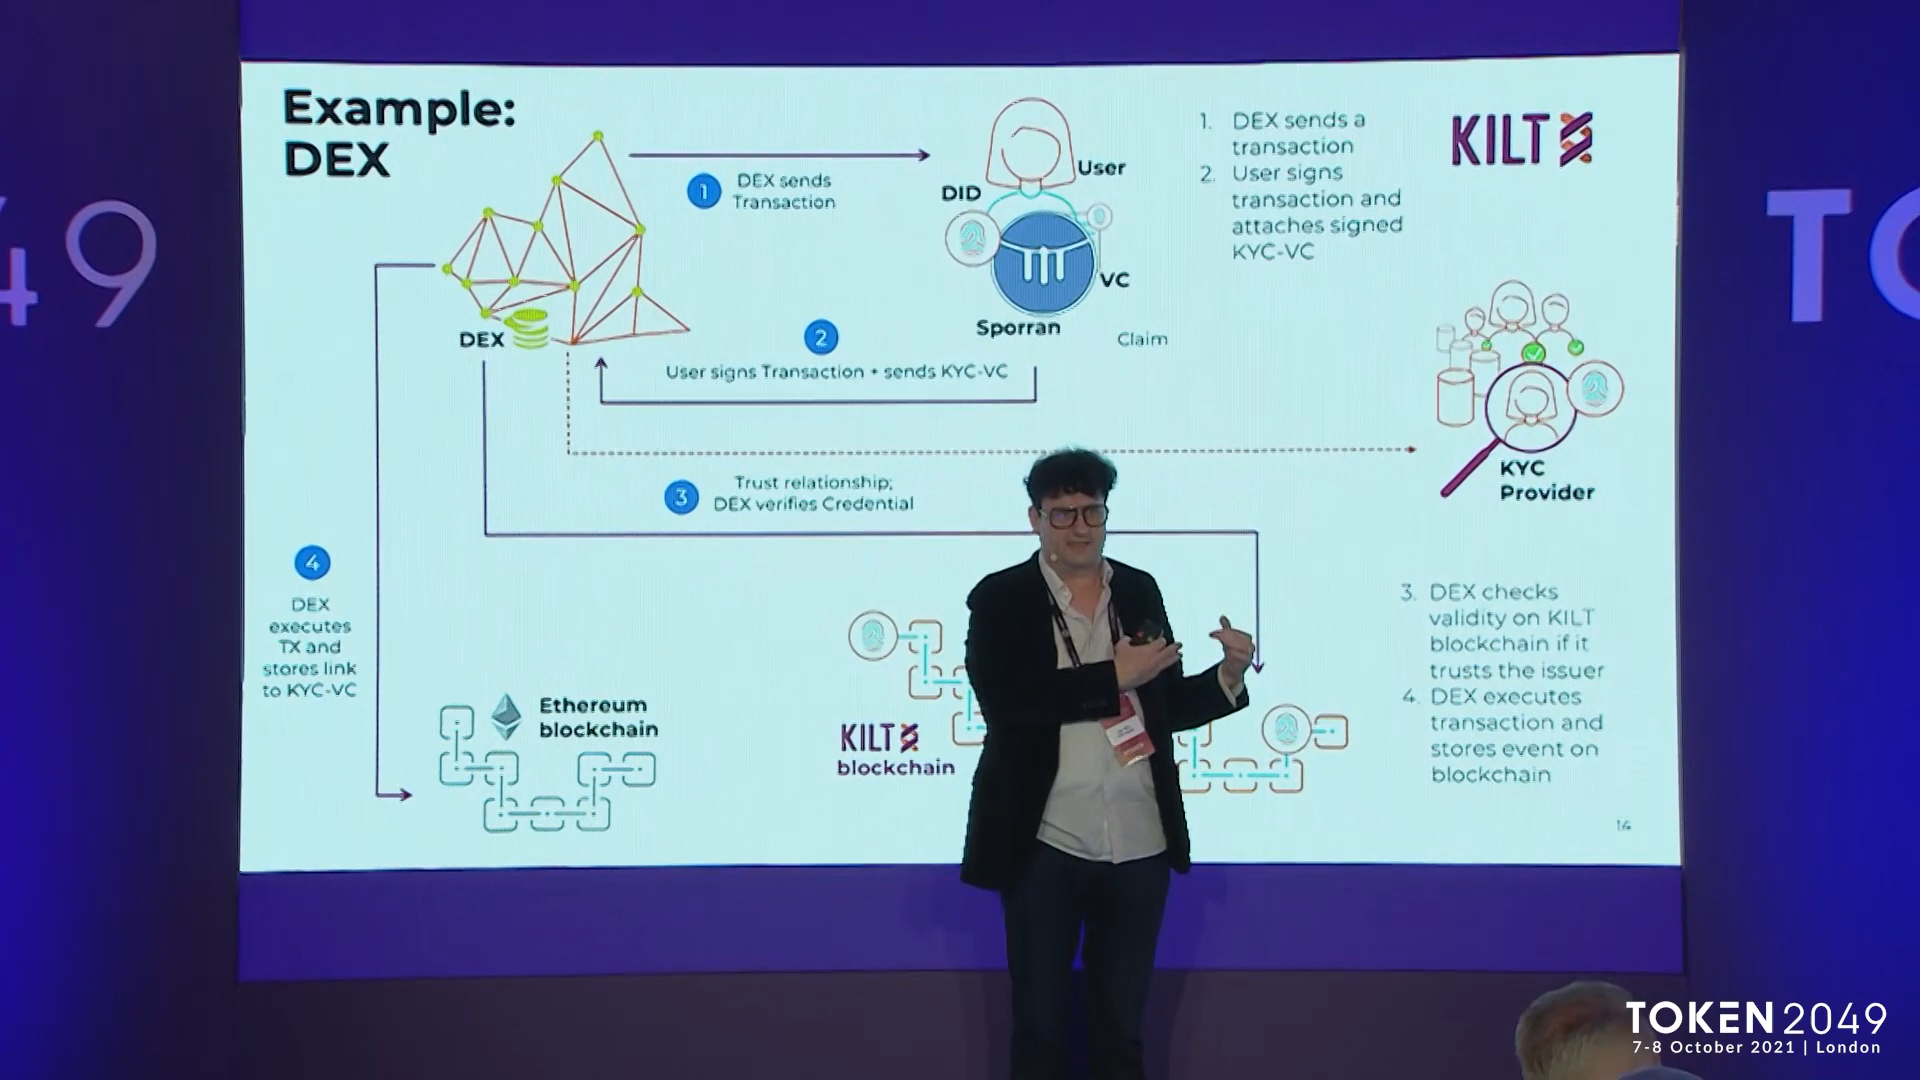 Example:
DEX
1
DEX sends
Transaction
DID
User
VC
Sporran
Claim
DEX
2
User signs Transaction + sends KYC-VC
3
Trust relationship;
DEX verifies Credential
4
DEX
executes
TX and
stores link
to KYC-VC
Ethereum
blockchain
KILT
blockchain
1. DEX sends a
transaction
2. User signs
transaction and
attaches signed
KYC-VC
KILT
KYC
Provider
3. DEX checks
validity on KILT
blockchain if it
trusts the issuer
4. DEX executes
transaction and
stores event on
blockchain
16
49
TO
TOKEN2049
7-8 October 2021 | London